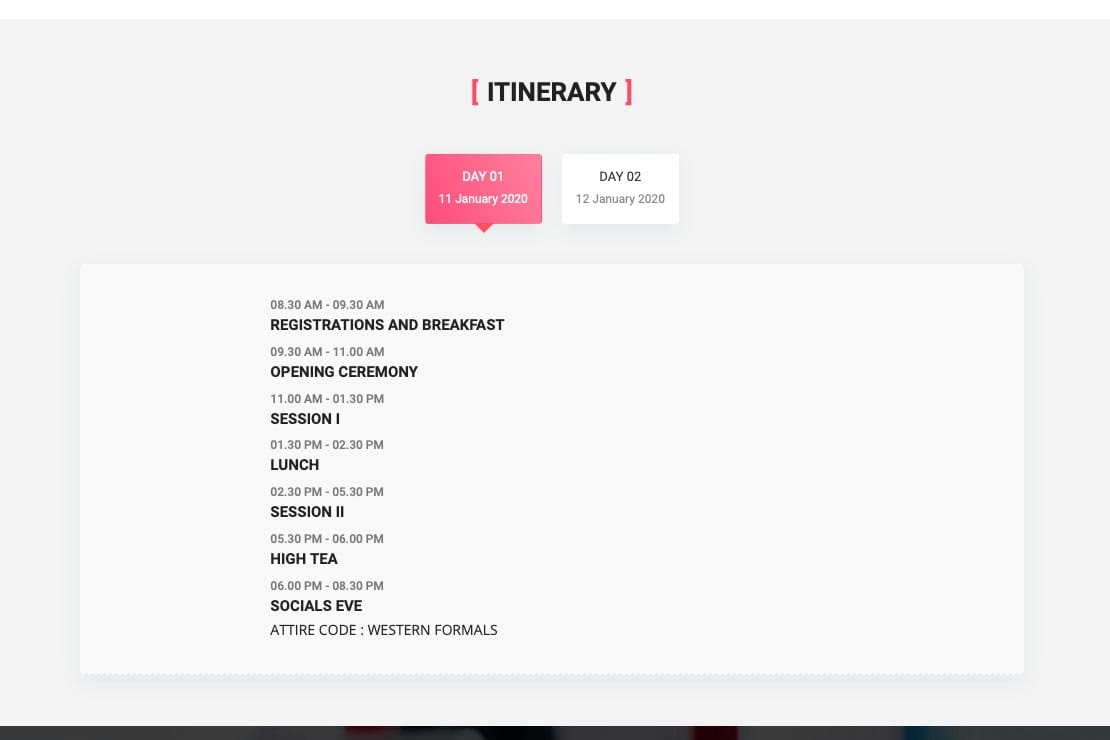 [ ITINERARY ]
DAY 01
11 January 2020
DAY 02
12 January 2020
08.30 AM - 09.30 AM
REGISTRATIONS AND BREAKFAST
09.30 AM - 11.00 AM
OPENING CEREMONY
11.00 AM - 01.30 PM
SESSION I
01.30 PM - 02.30 PM
LUNCH
02.30 PM - 05.30 PM
SESSION II
05.30 PM - 06.00 PM
HIGH TEA
06.00 PM - 08.30 PM
SOCIALS EVE
ATTIRE CODE : WESTERN FORMALS